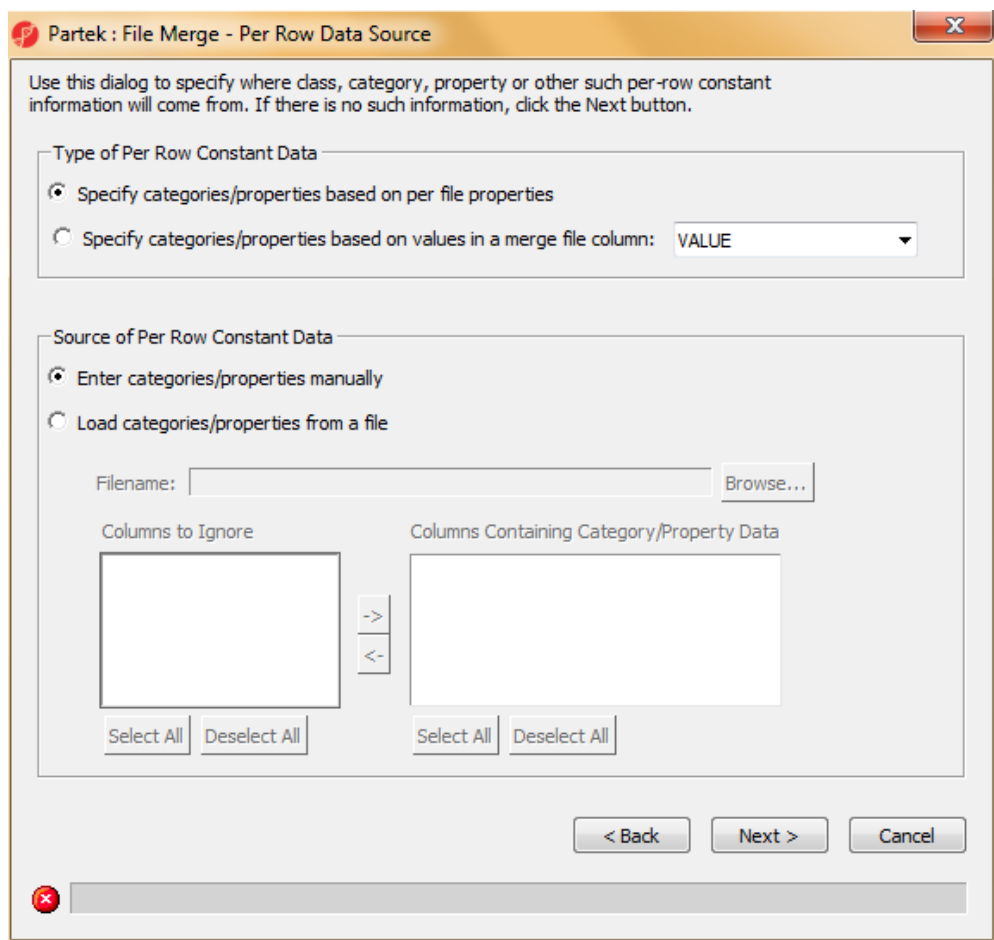 Partek : File Merge - Per Row Data Source
Use this dialog to specify where class, category, property or other such per-row constant
information will come from. If there is no such information, click the Next button.
Type of Per Row Constant Data
Specify categories/properties based on per file properties
Specify categories/properties based on values in a merge file column: VALUE
Source of Per Row Constant Data
Enter categories/properties manually
Load categories/properties from a file
Filename: Browse...
Columns to Ignore Columns Containing Category/Property Data
->
<-
Select All Deselect All Select All Deselect All
< Back Next > Cancel